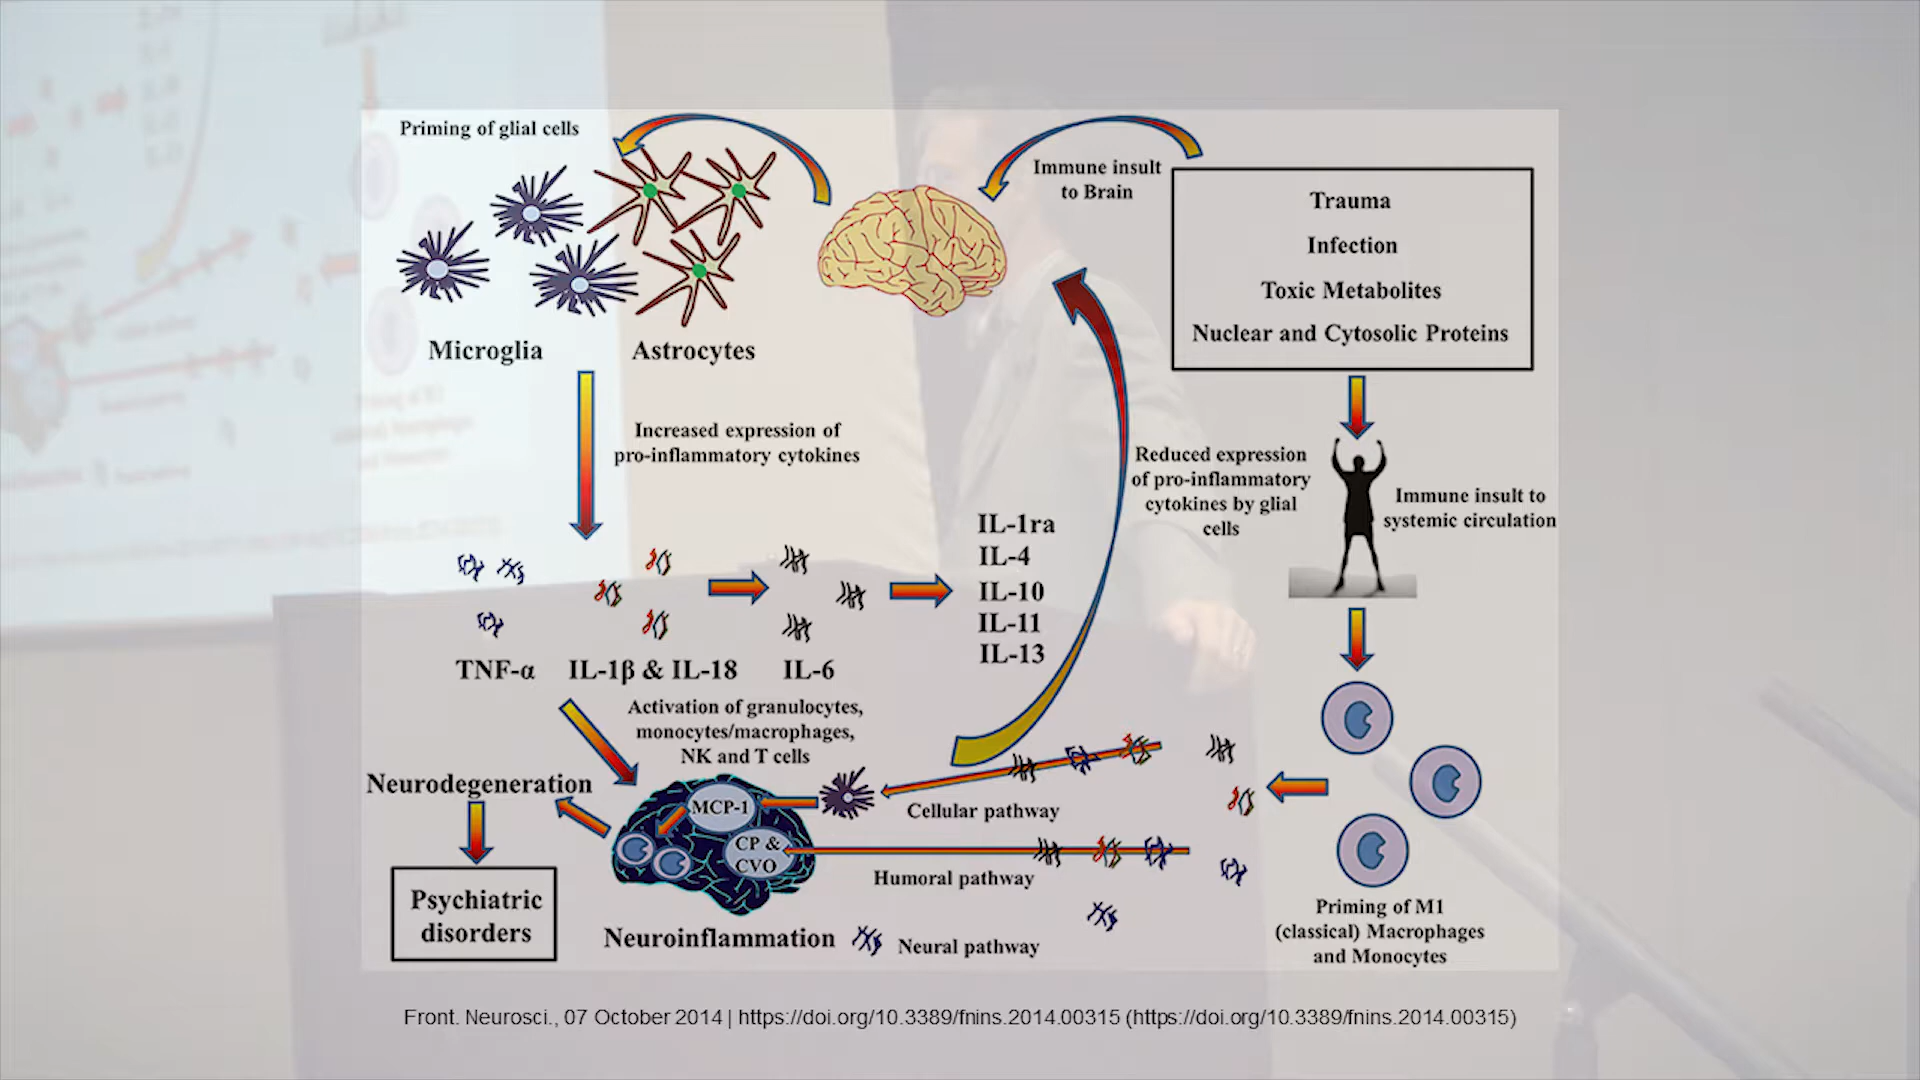 Priming of glial cells
Immune insult
to Brain
Trauma
Infection
Toxic Metabolites
Nuclear and Cytosolic Proteins
Microglia
Astrocytes
Increased expression of
pro-inflammatory cytokines
Reduced expression
of pro-inflammatory
cytokines by glial
cells
Immune insult to
systemic circulation
IL-1ra
IL-4
IL-10
IL-11
IL-13
TNF-α
IL-1β & IL-18
IL-6
Activation of granulocytes,
monocytes/macrophages,
NK and T cells
Neurodegeneration
MCP-1
CP &
CVO
Cellular pathway
Humoral pathway
Psychiatric
disorders
Neuroinflammation
Neural pathway
Priming of M1
(classical) Macrophages
and Monocytes
Front. Neurosci., 07 October 2014 | https://doi.org/10.3389/fnins.2014.00315 (https://doi.org/10.3389/fnins.2014.00315)